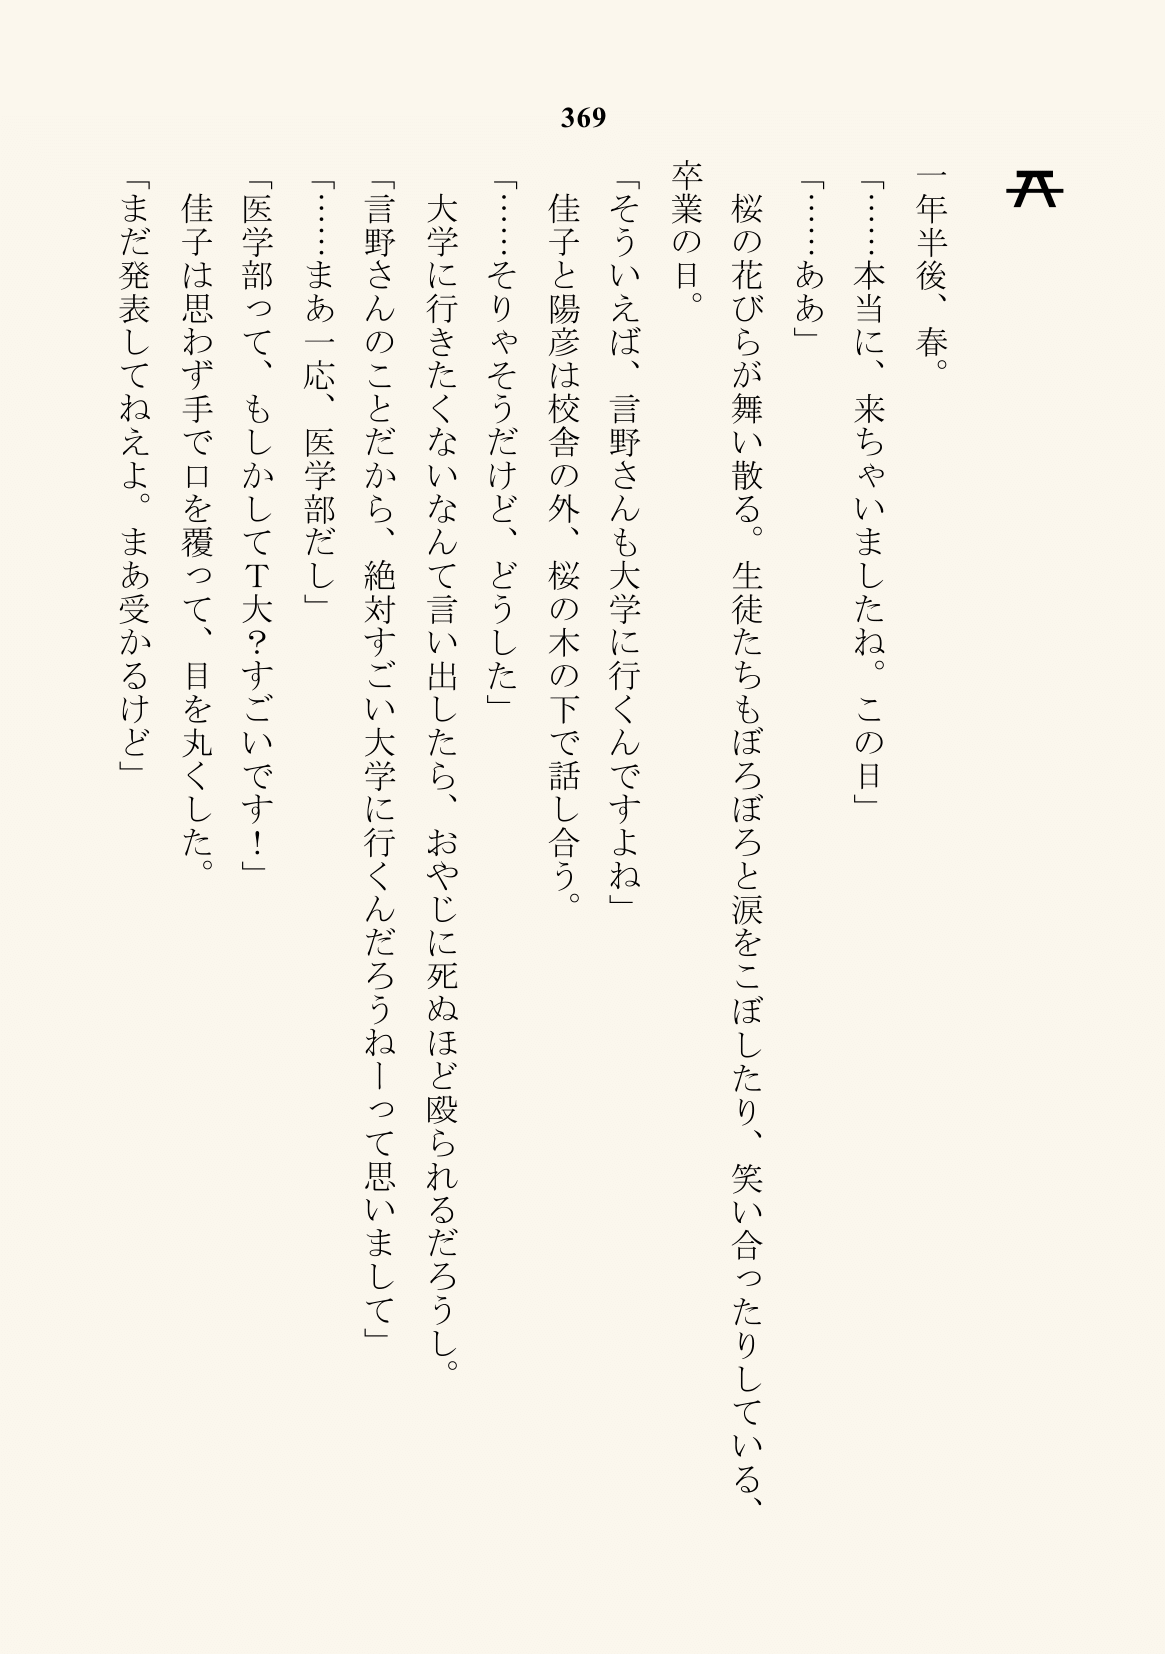 369
一年半後、春。
「……本当に、来ちゃいましたね。この日」
「……ああ」
桜の花びらが舞い散る。生徒たちもぼろぼろと涙をこぼしたり、笑い合ったりしている、
卒業の日。
「そういえば、言野さんも大学に行くんですよね」
佳子と陽彦は校舎の外、桜の木の下で話し合う。
「……そりゃそうだけど、どうした」
大学に行きたくないなんて言い出したら、おやじに死ぬほど殴られるだろうし。
「言野さんのことだから、絶対すごい大学に行くんだろうねーって思いまして」
「……まあ一応、医学部だし」
「医学部って、もしかしてＴ大？すごいです！」
佳子は思わず手で口を覆って、目を丸くした。
「まだ発表してねえよ。まあ受かるけど」